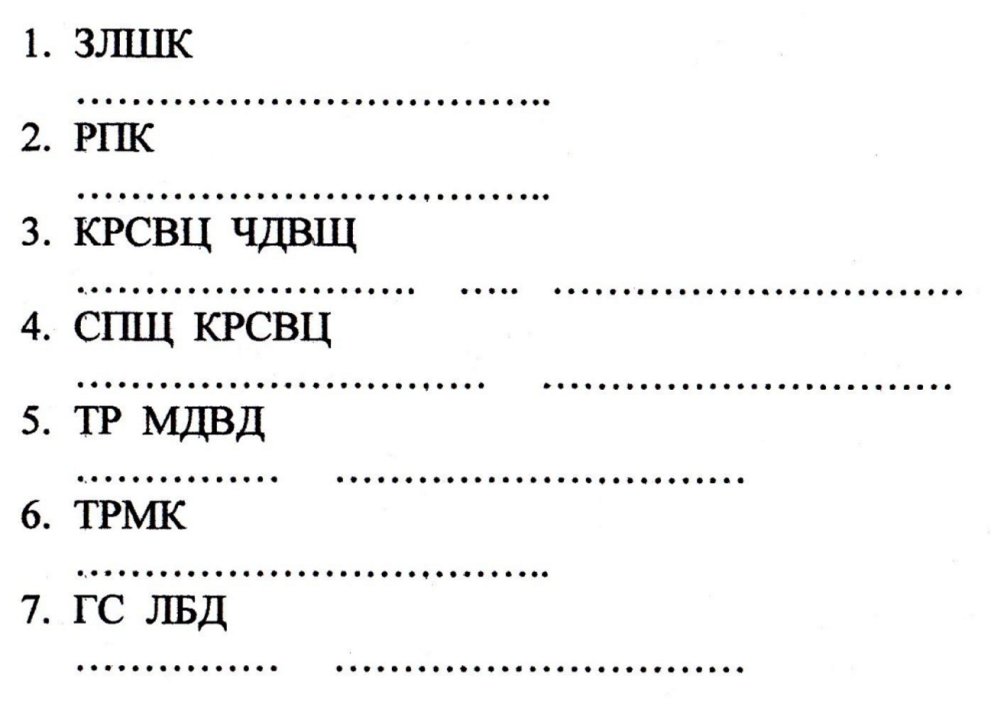 1. ЗЛШК
....................................
2. РПК
....................................
3. КРСВЦ ЧДВЩ
......................... ..... ...............................
4. СПЩ КРСВЦ
............................... ...............................
5. ТР МДВД
............... ...............................
6. ТРМК
....................................
7. ГС ЛБД
............... ...............................